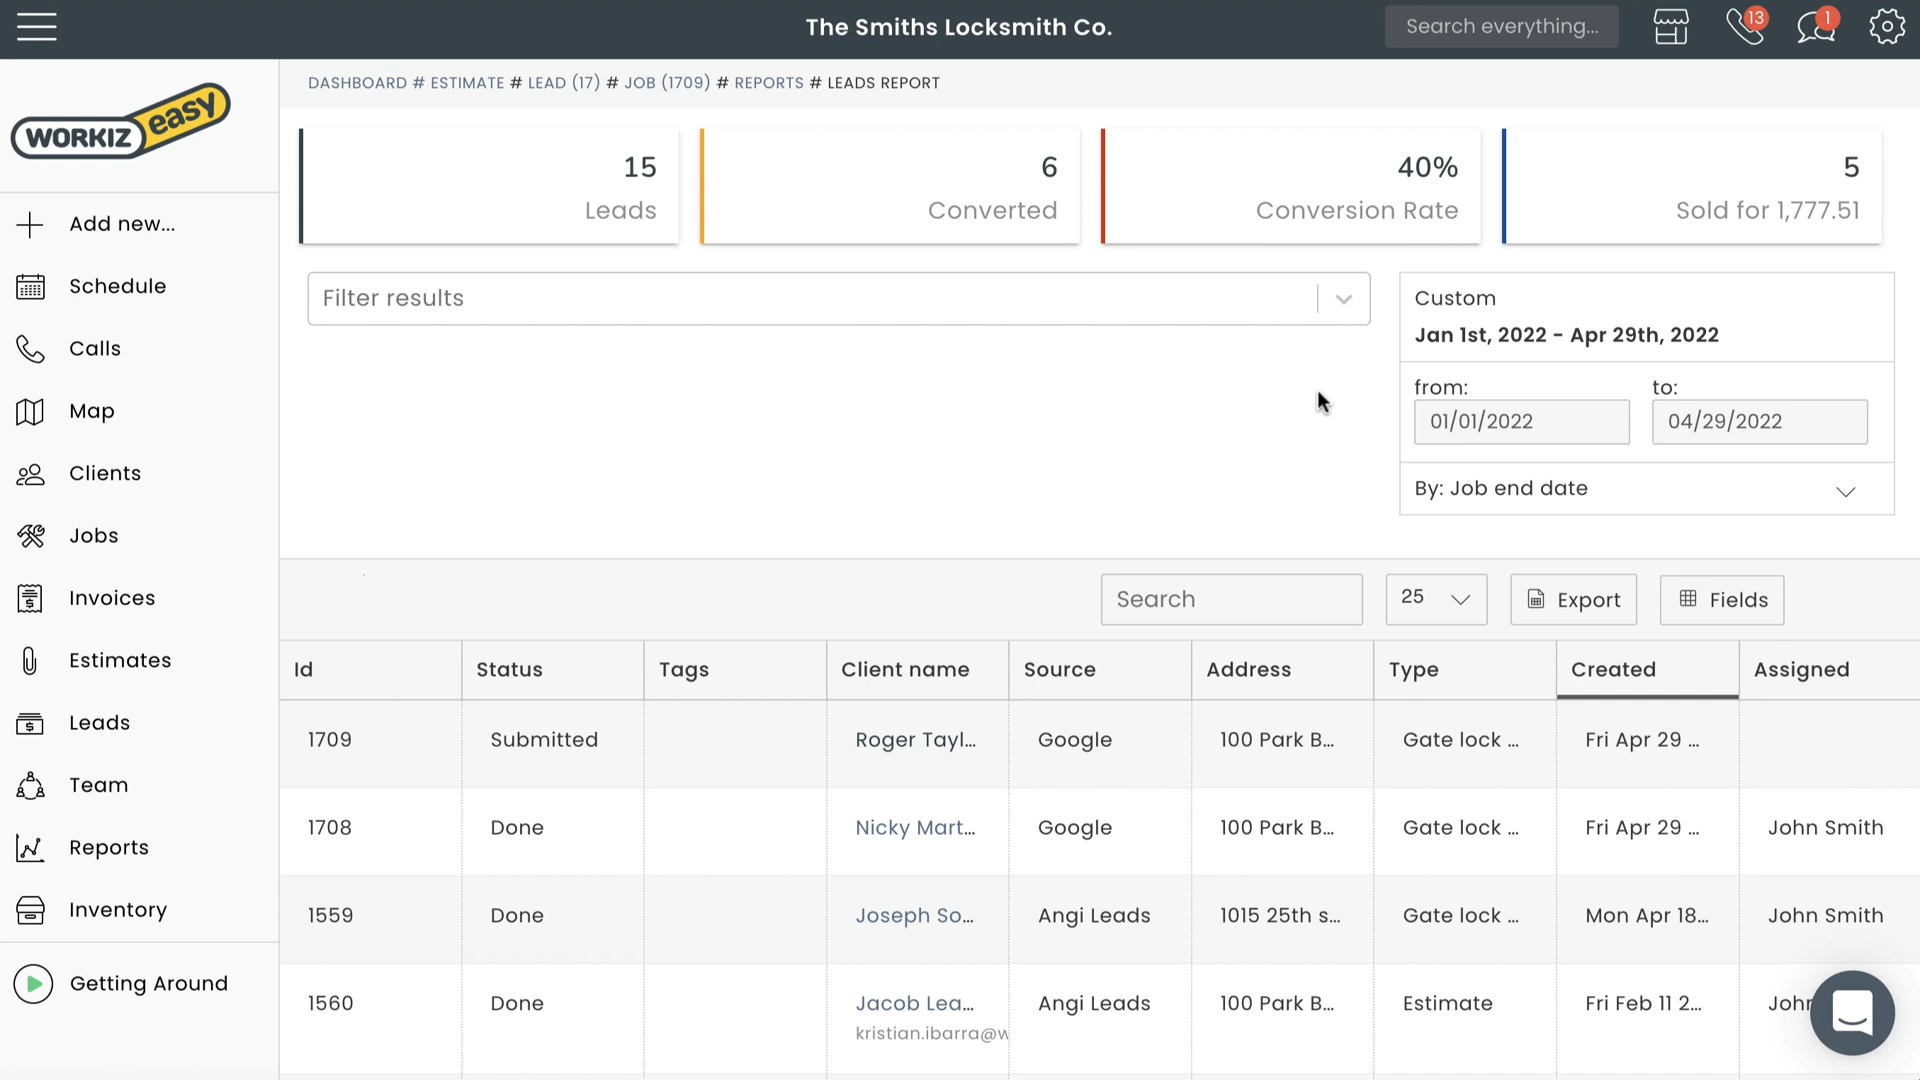 The Smiths Locksmith Co.
Search everything...
13
1
WORKIZ easy
DASHBOARD # ESTIMATE # LEAD (17) # JOB (1709) # REPORTS # LEADS REPORT
15
Leads
6
Converted
40%
Conversion Rate
5
Sold for 1,777.51
Add new...
Schedule
Calls
Map
Clients
Jobs
Invoices
Estimates
Leads
Team
Reports
Inventory
Getting Around
Filter results
Custom
Jan 1st, 2022 - Apr 29th, 2022
from:
to:
01/01/2022
04/29/2022
By: Job end date
Search
25
Export
Fields
Id Status Tags Client name Source Address Type Created Assigned
1709 Submitted Roger Tayl... Google 100 Park B... Gate lock ... Fri Apr 29 ...
1708 Done Nicky Mart... Google 100 Park B... Gate lock ... Fri Apr 29 ... John Smith
1559 Done Joseph So... Angi Leads 1015 25th s... Gate lock ... Mon Apr 18... John Smith
1560 Done Jacob Lea... Angi Leads 100 Park B... Estimate Fri Feb 11 2...
kristian.ibarra@w